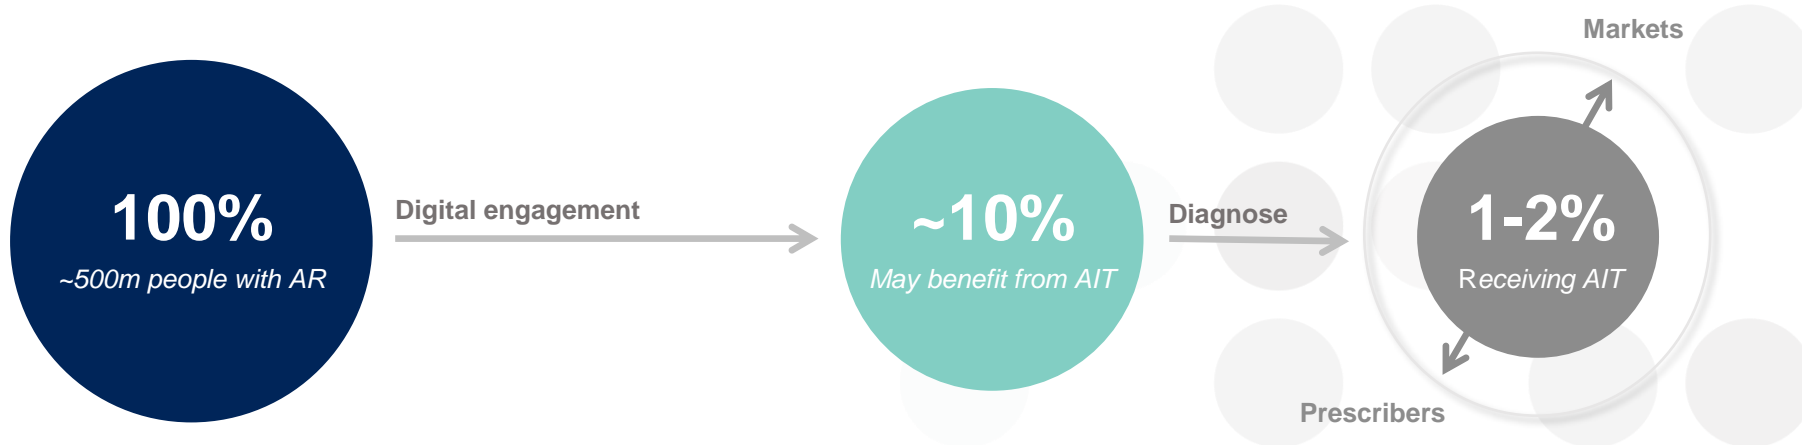 100%
~500m people with AR
Digital engagement
~10%
May benefit from AIT
Diagnose
Markets
1-2%
Receiving AIT
Prescribers